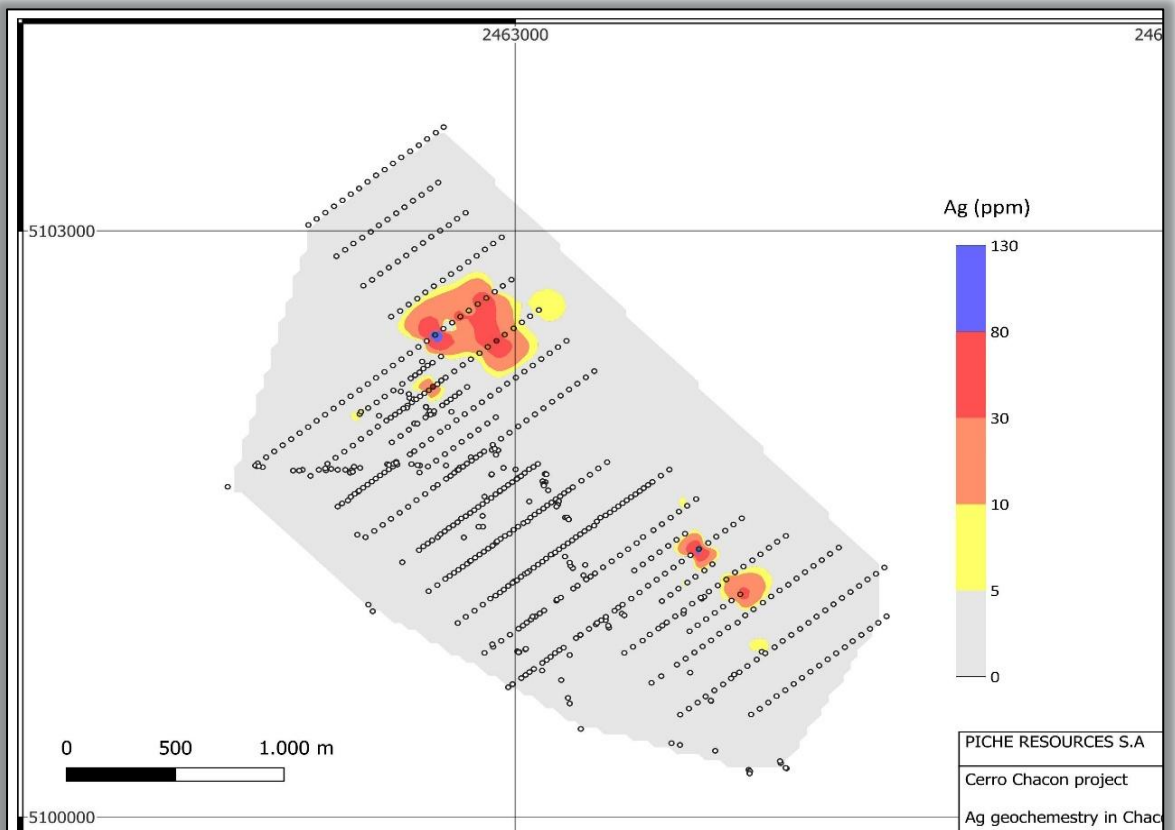 2463000
246
5103000
Ag (ppm)
130
80
30
10
5
0
0 500 1.000 m
PICHE RESOURCES S.A
Cerro Chacon project
Ag geochemestry in Chac
5100000